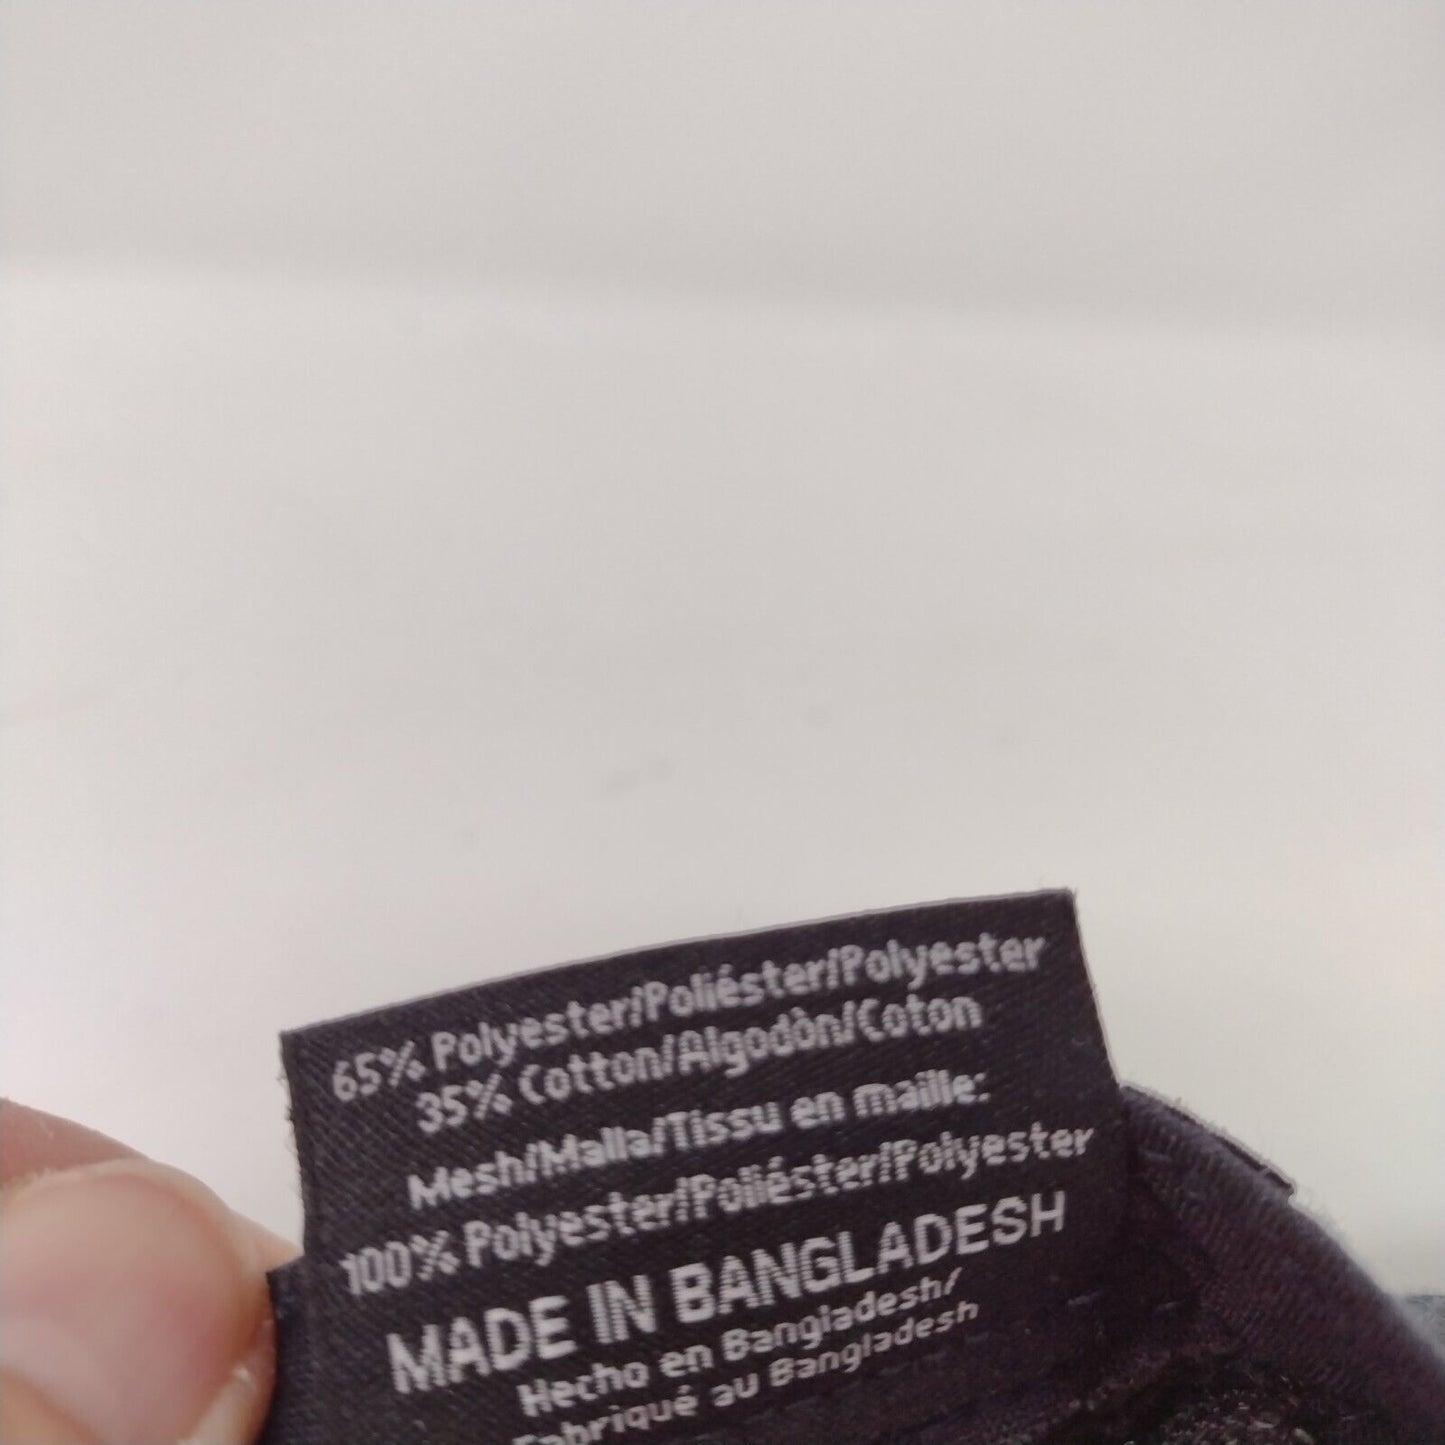 65% Polyester/Poliéster/Polyester
35% Cotton/Algodòn/Coton
Mesh/Malla/Tissu en maille:
100% Polyester/Poliéster/Polyester
MADE IN BANGLADESH
Hecho en Bangladesh/
Fabriqué au Bangladesh